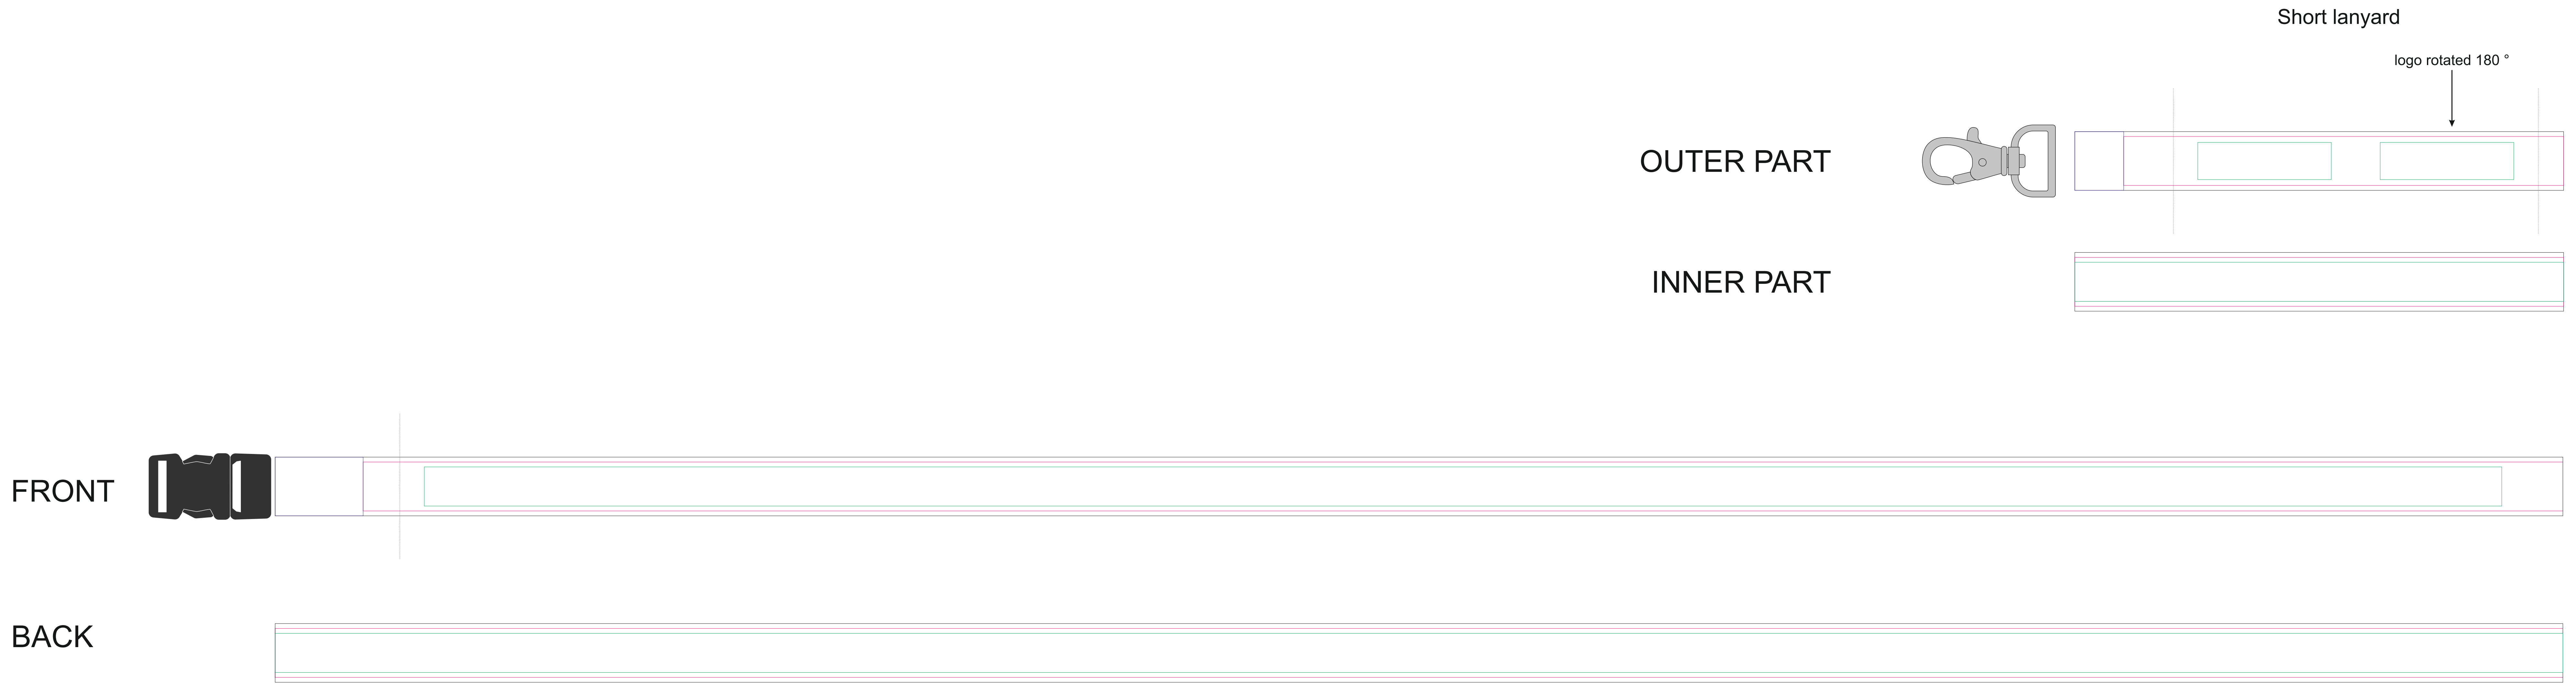 Short lanyard
logo rotated 180 °
OUTER PART
INNER PART
FRONT
BACK